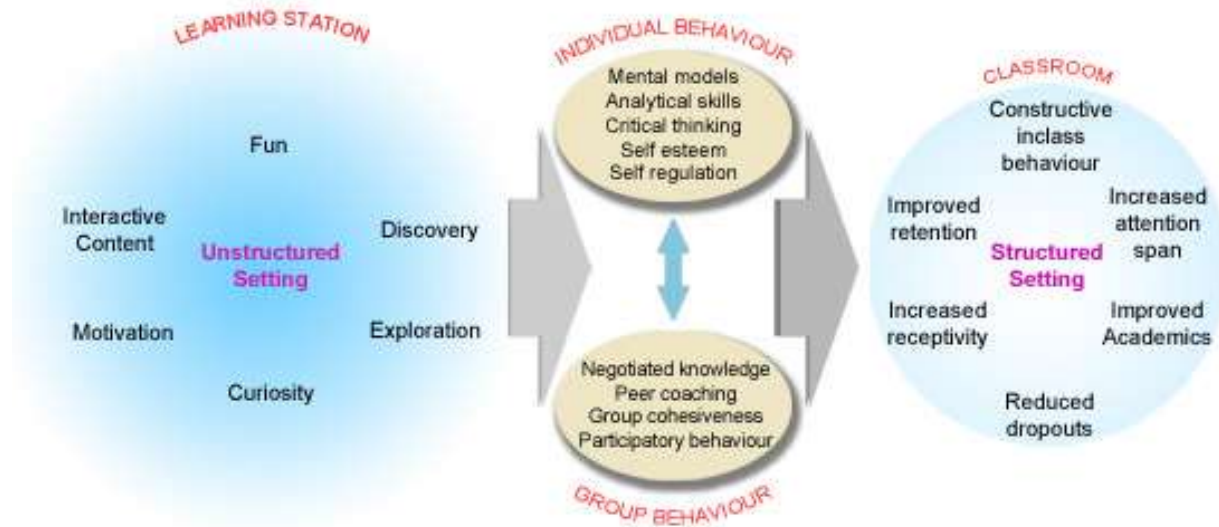 LEARNING STATION
Fun
Interactive
Content
Discovery
Unstructured
Setting
Motivation
Exploration
Curiosity
INDIVIDUAL BEHAVIOUR
Mental models
Analytical skills
Critical thinking
Self esteem
Self regulation
Negotiated knowledge
Peer coaching
Group cohesiveness
Participatory behaviour
GROUP BEHAVIOUR
CLASSROOM
Constructive
inclass
behaviour
Improved
retention
Increased
attention
span
Structured
Setting
Increased
receptivity
Improved
Academics
Reduced
dropouts